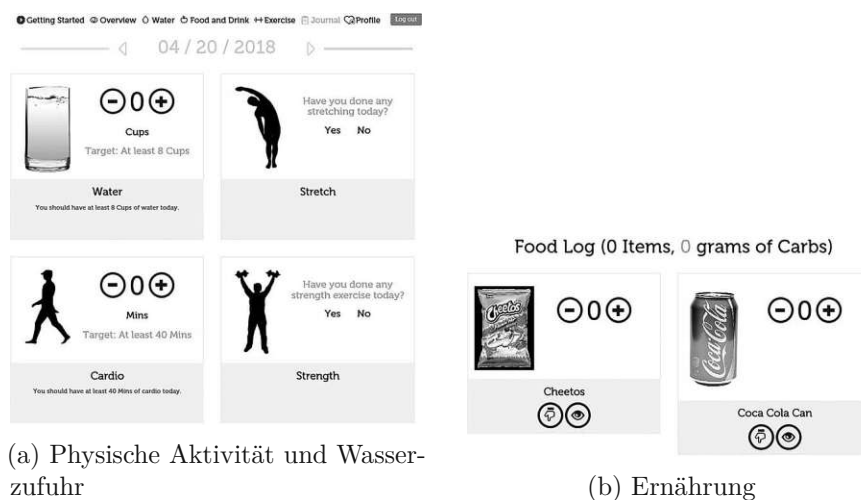 Getting Started Overview Water Food and Drink Exercise Journal Profile Log out
04 / 20 / 2018
0
Cups
Target: At least 8 Cups
Water
You should have at least 8 Cups of water today.
Have you done any
stretching today?
Yes No
Stretch
0
Mins
Target: At least 40 Mins
Cardio
You should have at least 40 Mins of cardio today.
Have you done any
strength exercise today?
Yes No
Strength
(a) Physische Aktivität und Wasser-
zufuhr
Food Log (0 Items, 0 grams of Carbs)
Cheetos
0
Cheetos
Coca-Cola
0
Coca Cola Can
(b) Ernährung